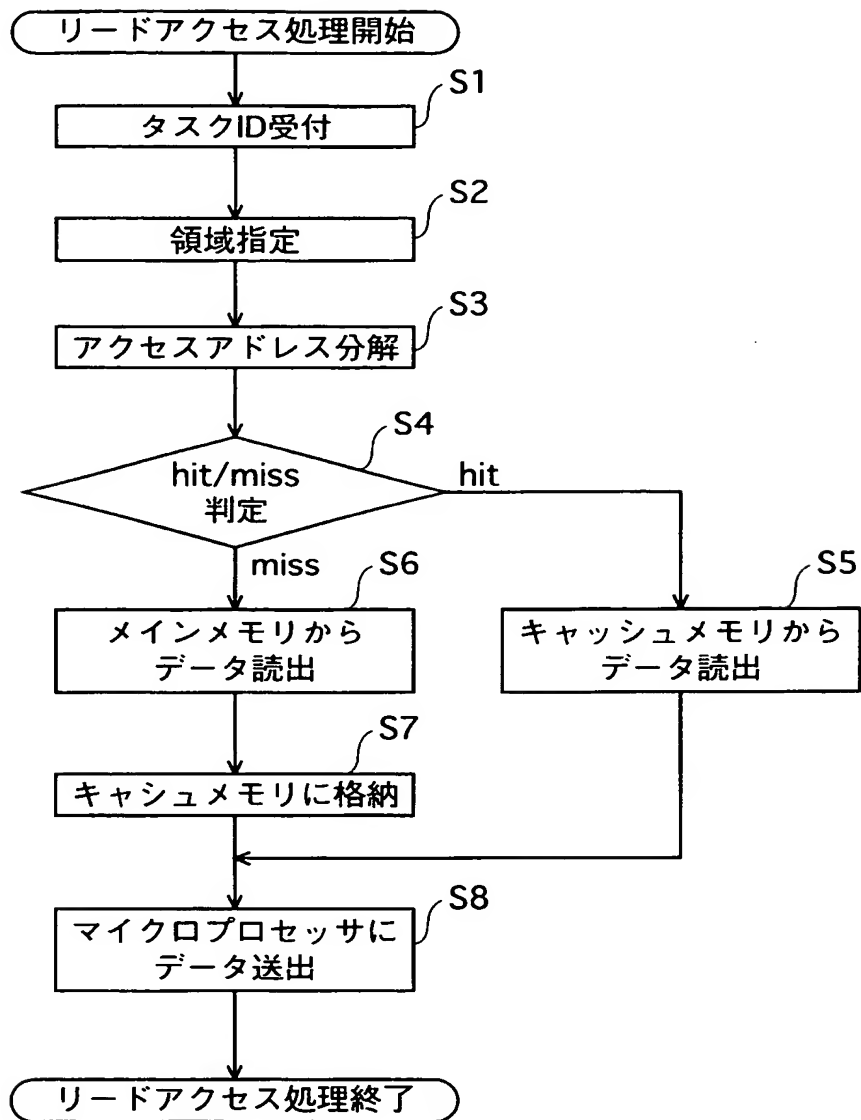 リードアクセス処理開始
S1
タスクID受付
S2
領域指定
S3
アクセスアドレス分解
S4
hit/miss
判定
hit
miss
S6
メインメモリから
データ読出
S5
キャッシュメモリから
データ読出
S7
キャシュメモリに格納
S8
マイクロプロセッサに
データ送出
リードアクセス処理終了